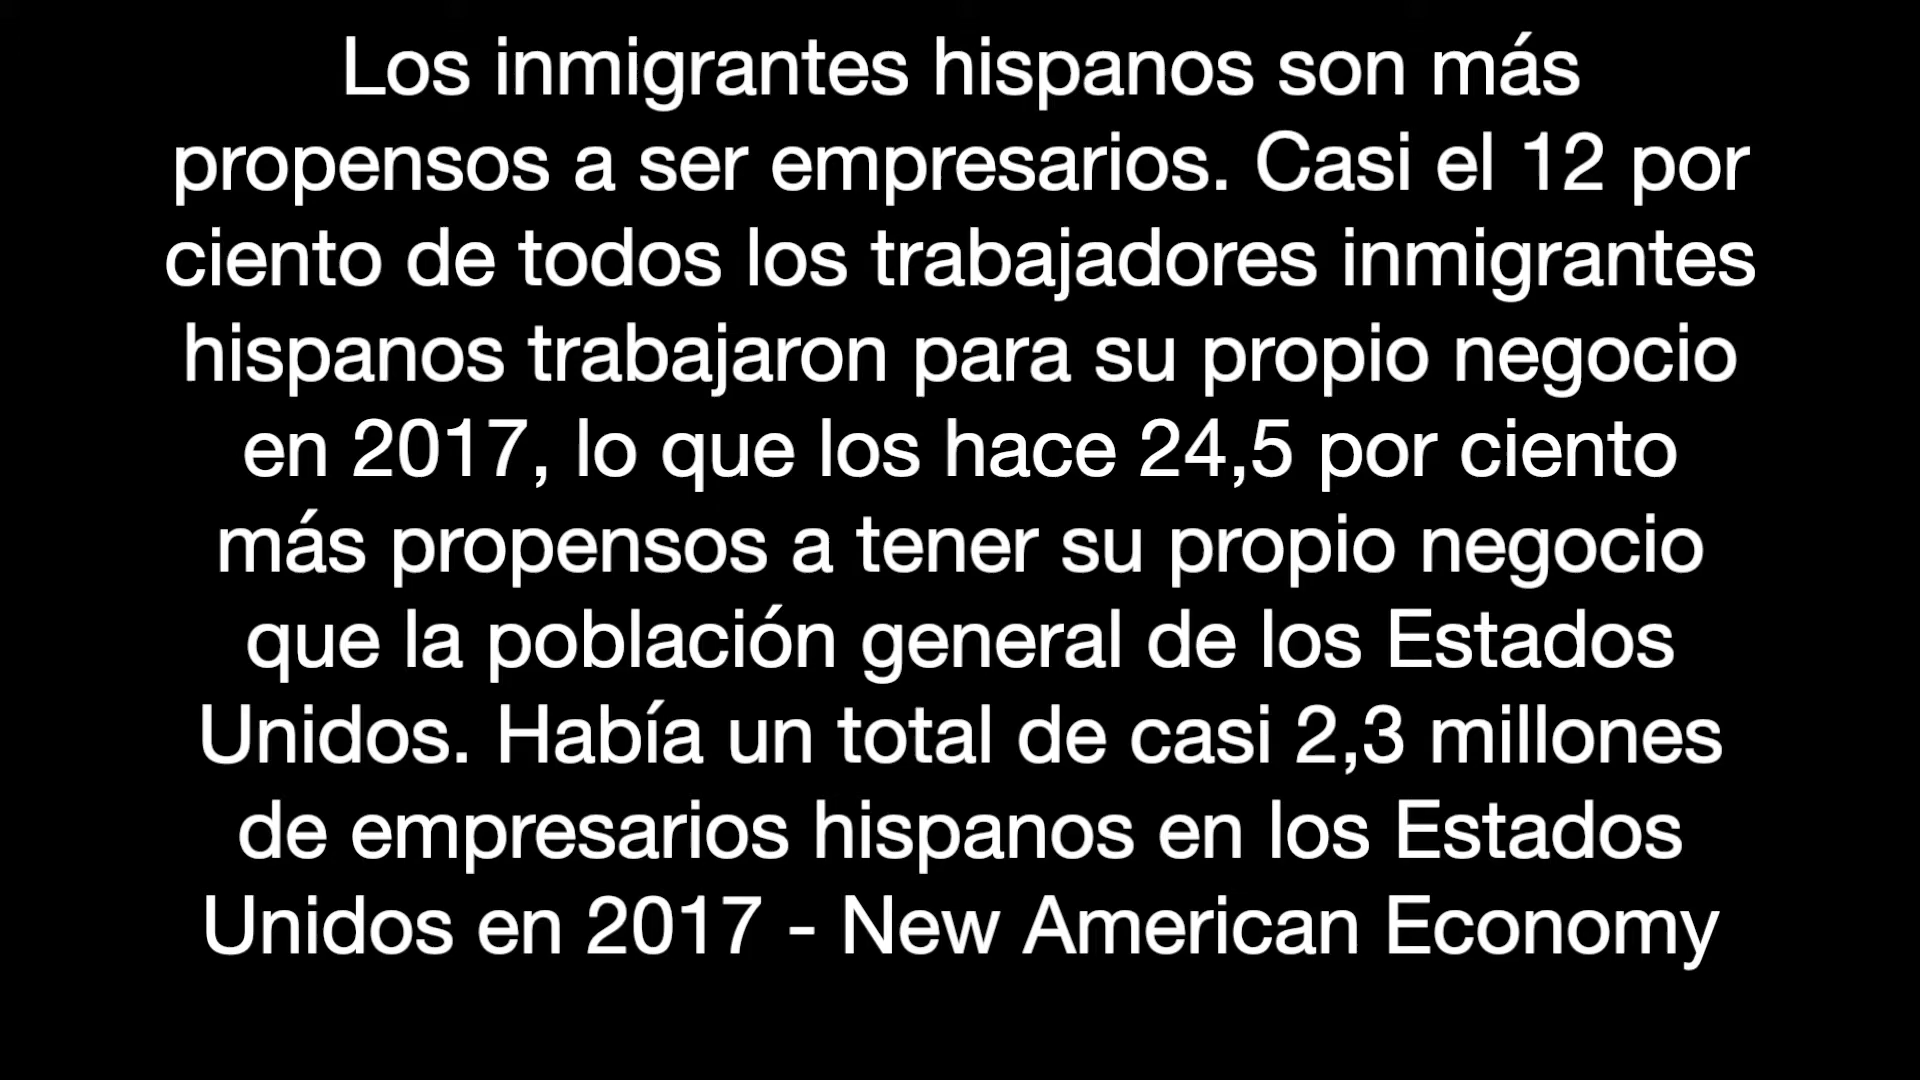 Los inmigrantes hispanos son más
propensos a ser empresarios. Casi el 12 por
ciento de todos los trabajadores inmigrantes
hispanos trabajaron para su propio negocio
en 2017, lo que los hace 24,5 por ciento
más propensos a tener su propio negocio
que la población general de los Estados
Unidos. Había un total de casi 2,3 millones
de empresarios hispanos en los Estados
Unidos en 2017 - New American Economy